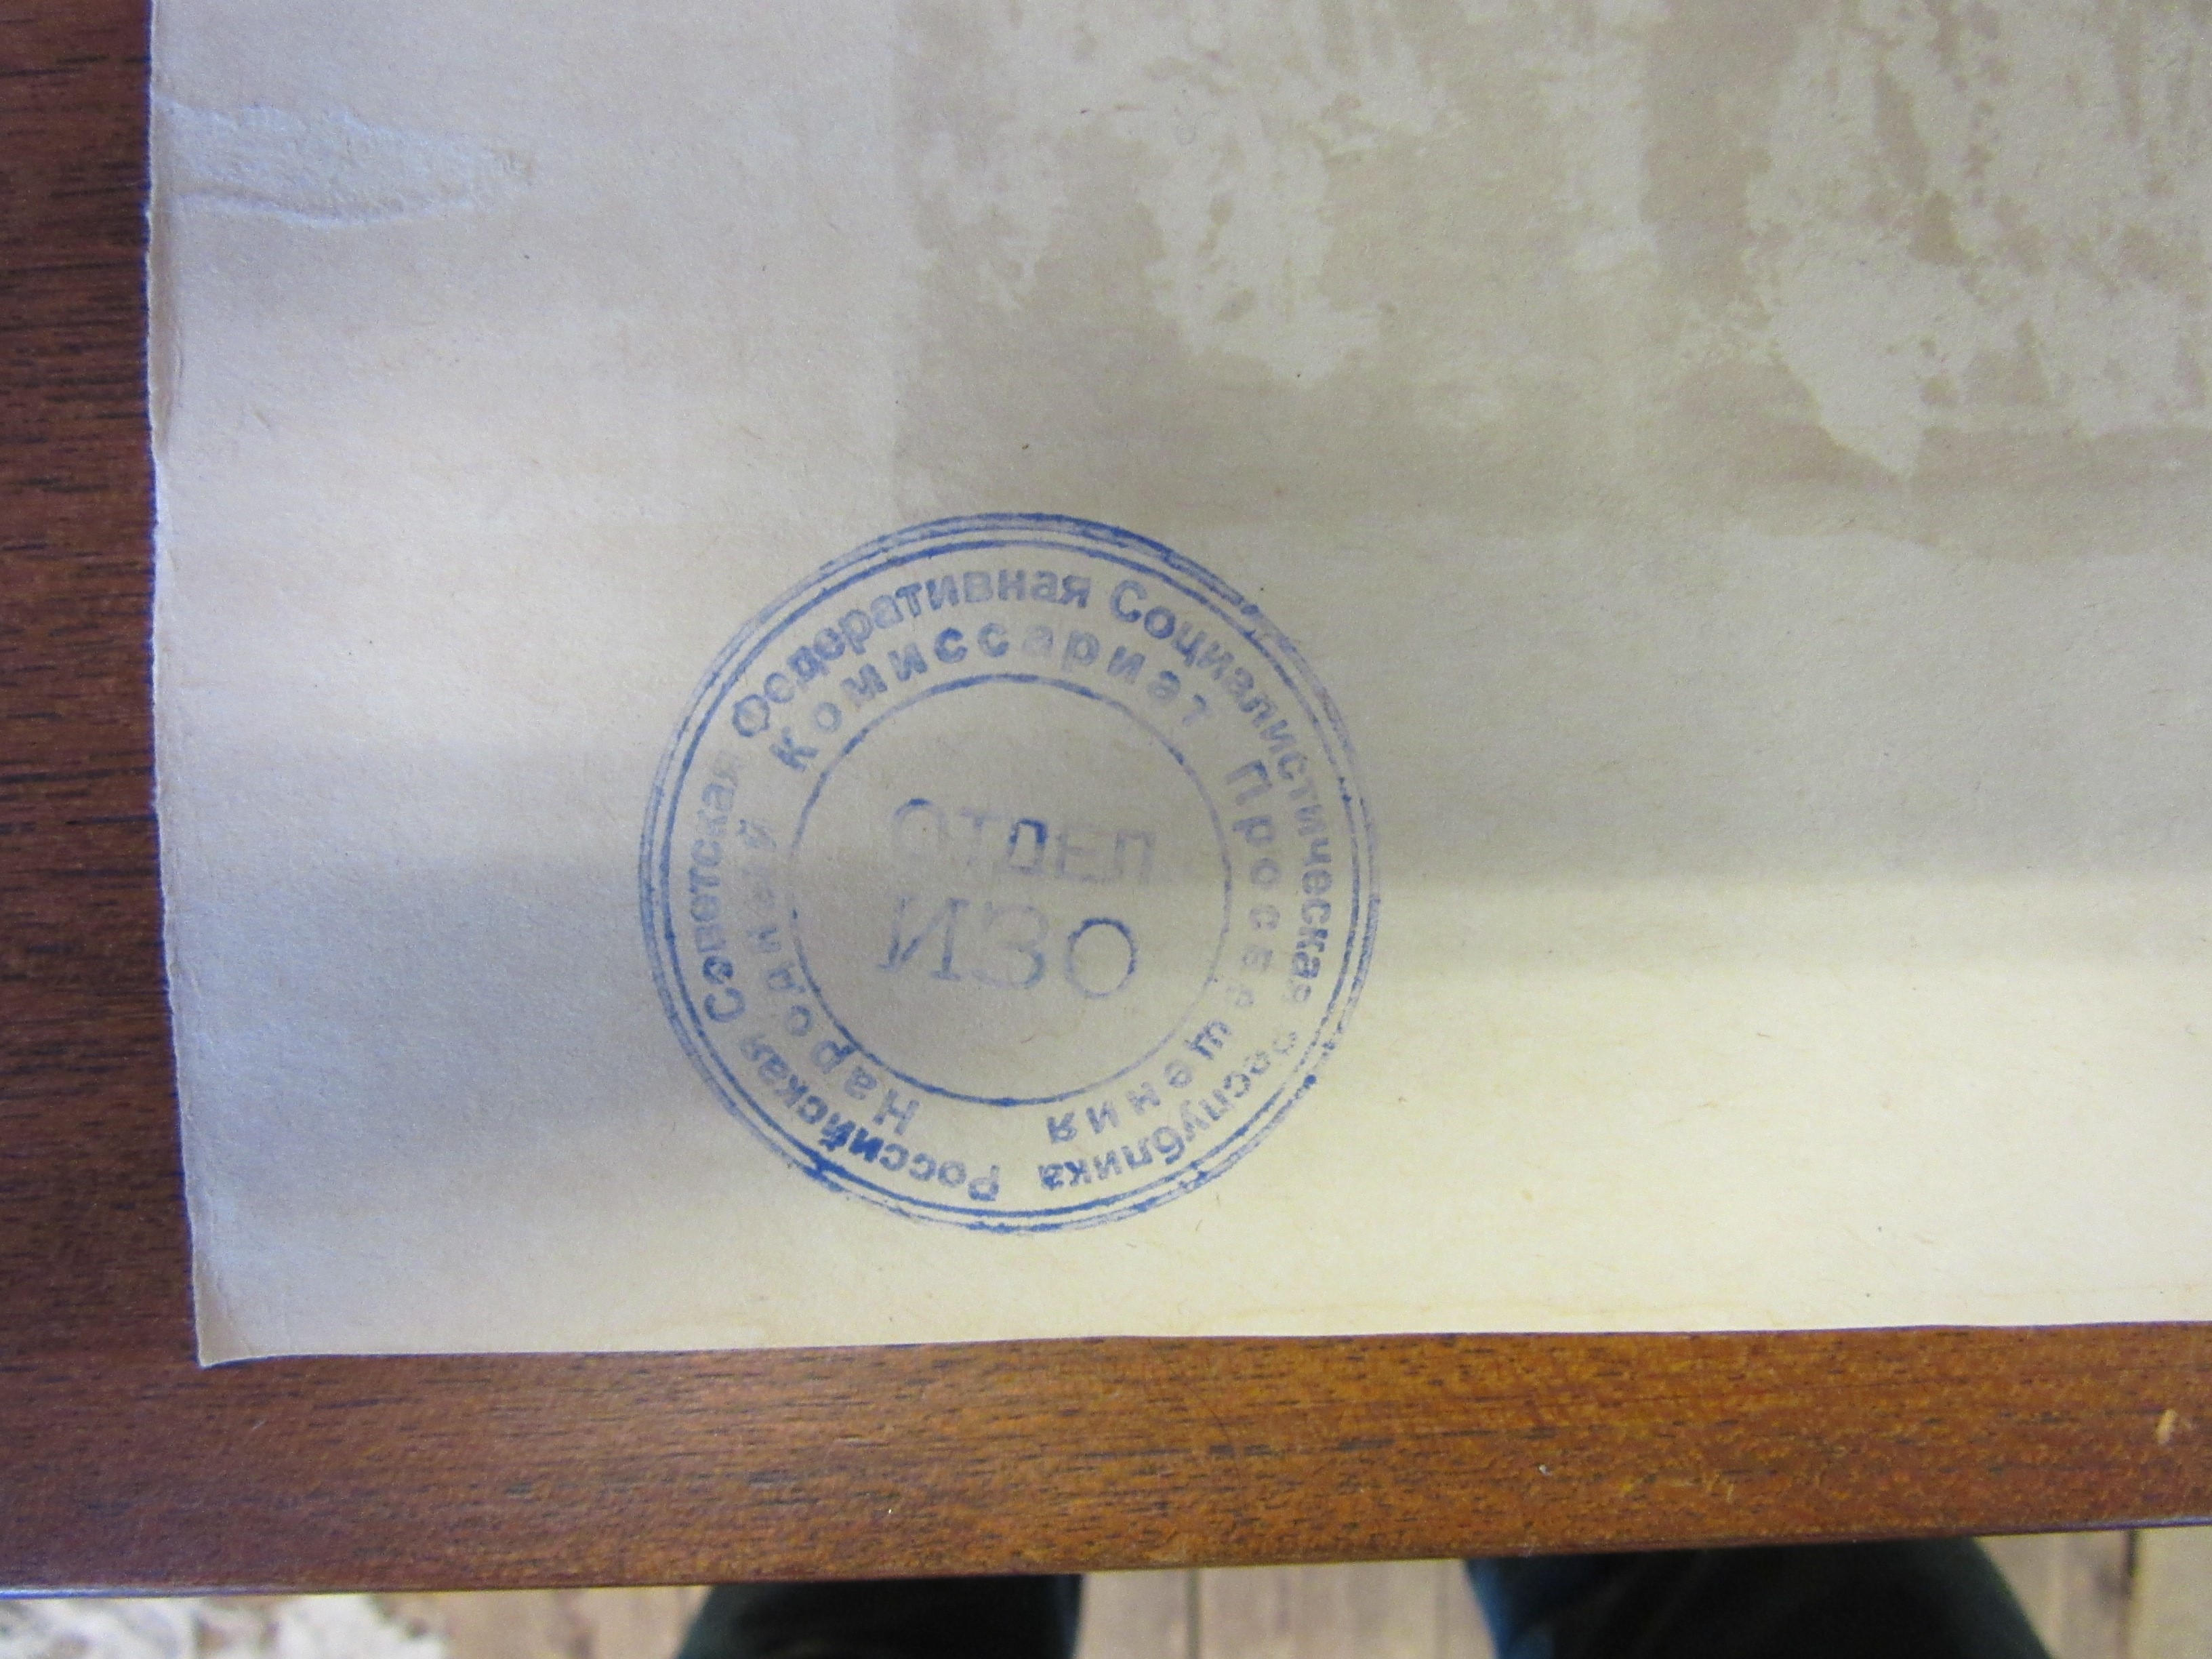 Российская Советская Федеративная Социалистическая Республика
Народный Комиссариат Просвещения
ОТДЕЛ
ИЗО